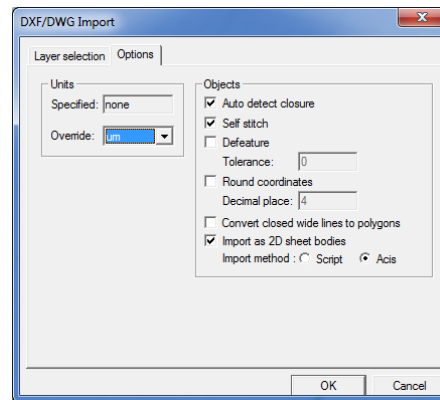 DXF/DWG Import
Layer selection Options
Units
Specified: none
Override: um
Objects
Auto detect closure
Self stitch
Defeature
Tolerance: 0
Round coordinates
Decimal place: 4
Convert closed wide lines to polygons
Import as 2D sheet bodies
Import method : Script Acis
OK Cancel